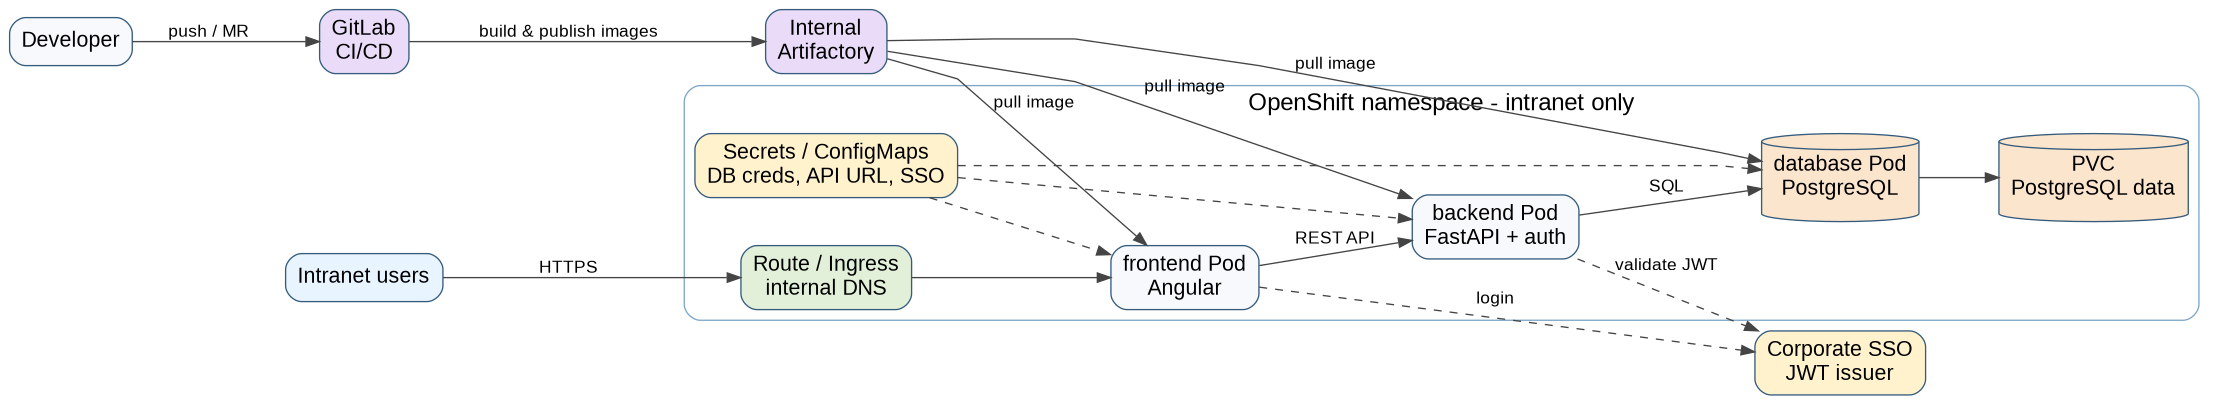 Developer
push / MR
GitLab
CI/CD
build & publish images
Internal
Artifactory
pull image
pull image
pull image
OpenShift namespace - intranet only
Secrets / ConfigMaps
DB creds, API URL, SSO
database Pod
PostgreSQL
PVC
PostgreSQL data
SQL
backend Pod
FastAPI + auth
REST API
Intranet users
HTTPS
Route / Ingress
internal DNS
frontend Pod
Angular
validate JWT
login
Corporate SSO
JWT issuer